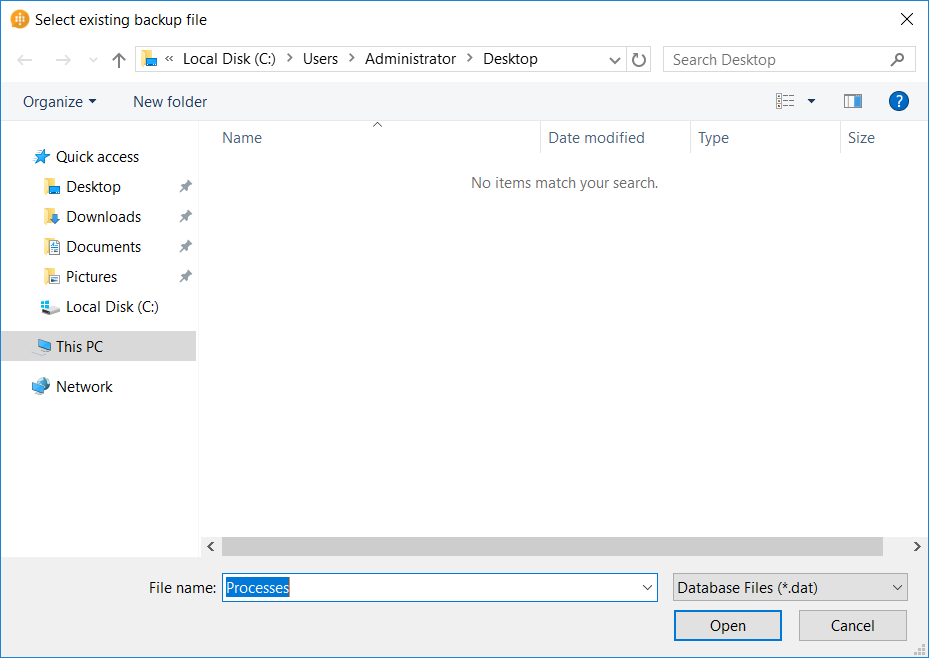 Select existing backup file
« Local Disk (C:) > Users > Administrator > Desktop
Search Desktop
Organize
New folder
?
Name
Date modified
Type
Size
No items match your search.
Quick access
Desktop
Downloads
Documents
Pictures
Local Disk (C:)
This PC
Network
File name: Processes
Database Files (*.dat)
Open
Cancel